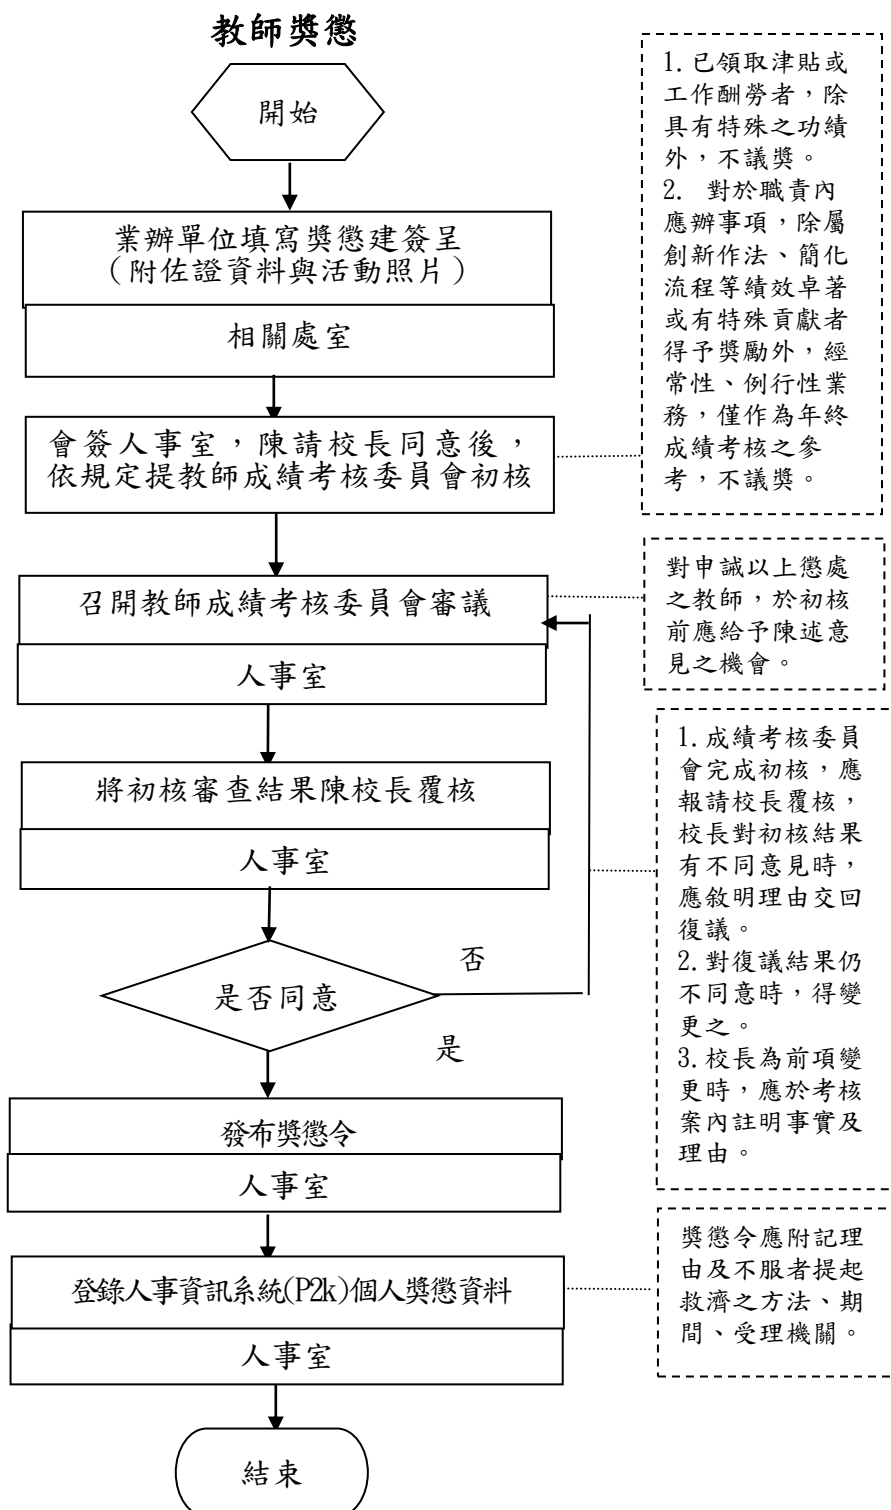 教師獎懲
開始
業辦單位填寫獎懲建簽呈
（附佐證資料與活動照片）
相關處室
會簽人事室，陳請校長同意後，
依規定提教師成績考核委員會初核
1. 已領取津貼或
工作酬勞者，除
具有特殊之功績
外，不議獎。
2. 對於職責內
應辦事項，除屬
創新作法、簡化
流程等績效卓著
或有特殊貢獻者
得予獎勵外，經
常性、例行性業
務，僅作為年終
成績考核之參
考，不議獎。
召開教師成績考核委員會審議
人事室
對申誡以上懲處
之教師，於初核
前應給予陳述意
見之機會。
將初核審查結果陳校長覆核
人事室
是否同意
否
是
1. 成績考核委員
會完成初核，應
報請校長覆核，
校長對初核結果
有不同意見時，
應敘明理由交回
復議。
2. 對復議結果仍
不同意時，得變
更之。
3. 校長為前項變
更時，應於考核
案內註明事實及
理由。
發布獎懲令
人事室
登錄人事資訊系統(P2k)個人獎懲資料
人事室
獎懲令應附記理
由及不服者提起
救濟之方法、期
間、受理機關。
結束